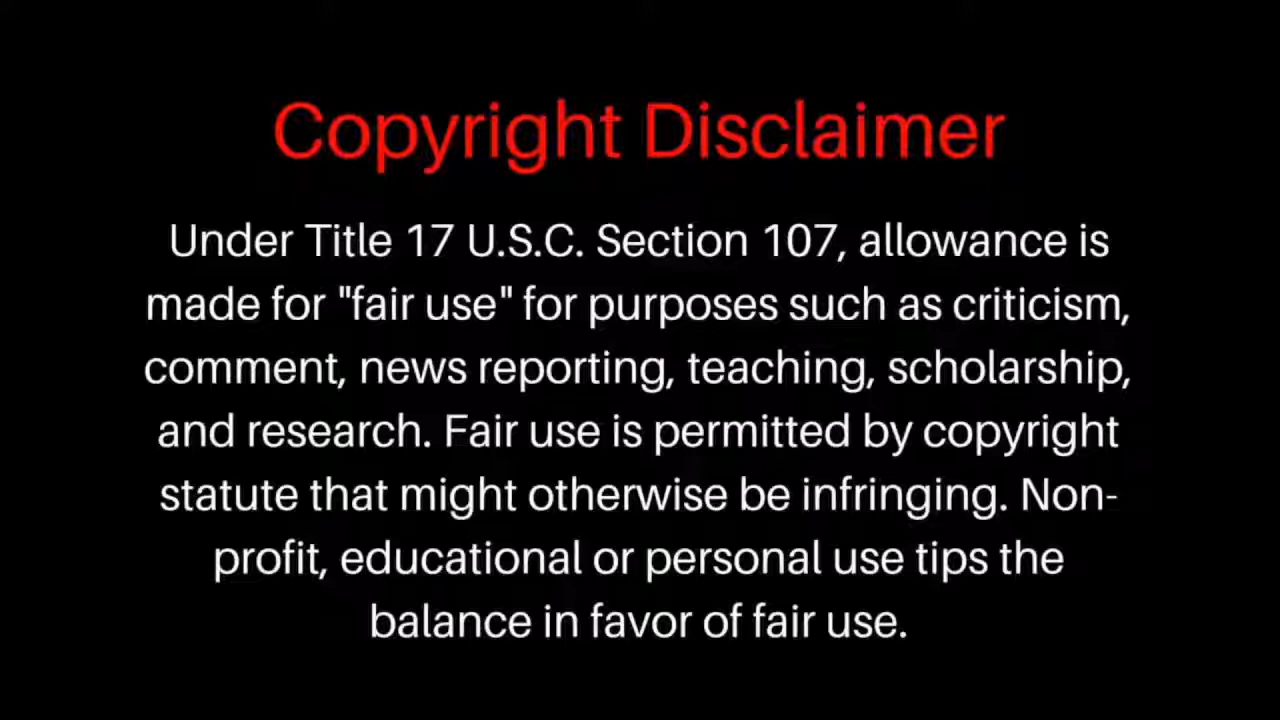 Copyright Disclaimer
Under Title 17 U.S.C. Section 107, allowance is
made for "fair use" for purposes such as criticism,
comment, news reporting, teaching, scholarship,
and research. Fair use is permitted by copyright
statute that might otherwise be infringing. Non-
profit, educational or personal use tips the
balance in favor of fair use.